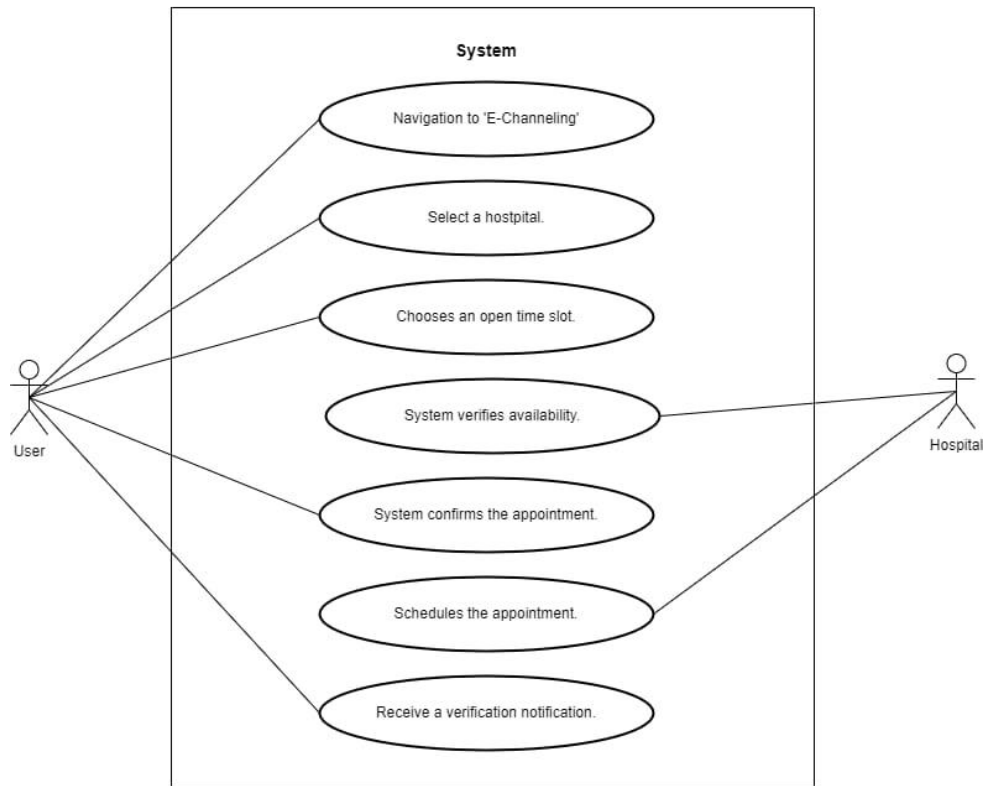 System
Navigation to 'E-Channeling'
Select a hostpital.
Chooses an open time slot.
System verifies availability.
User
Hospital
System confirms the appointment.
Schedules the appointment.
Receive a verification notification.